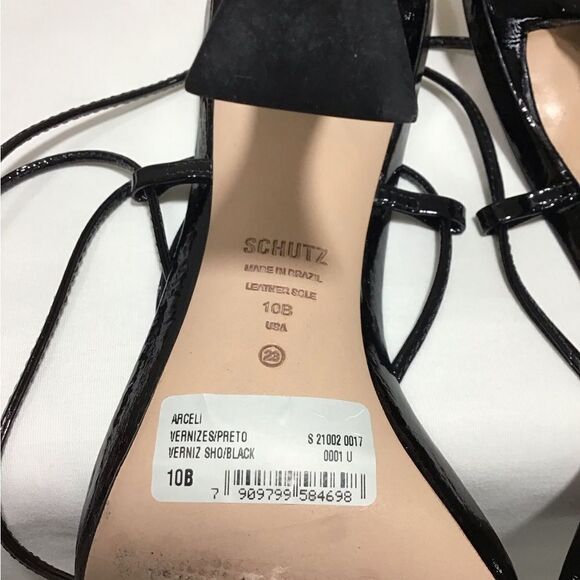 SCHUTZ
MADE IN BRAZIL
LEATHER SOLE
10B
USA
23
ARCELI
VERNIZES/PRETO S 21002 0017
VERNIZ SHO/BLACK 0001 U
10B
7 909799 584698